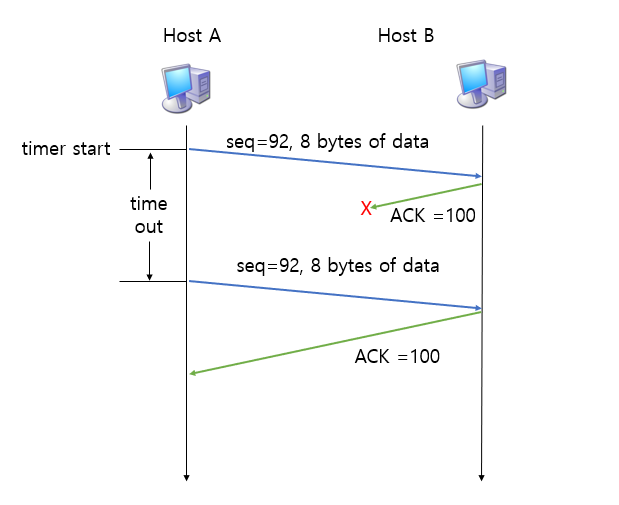 Host A
Host B
timer start
seq=92, 8 bytes of data
time
out
X
ACK =100
seq=92, 8 bytes of data
ACK =100